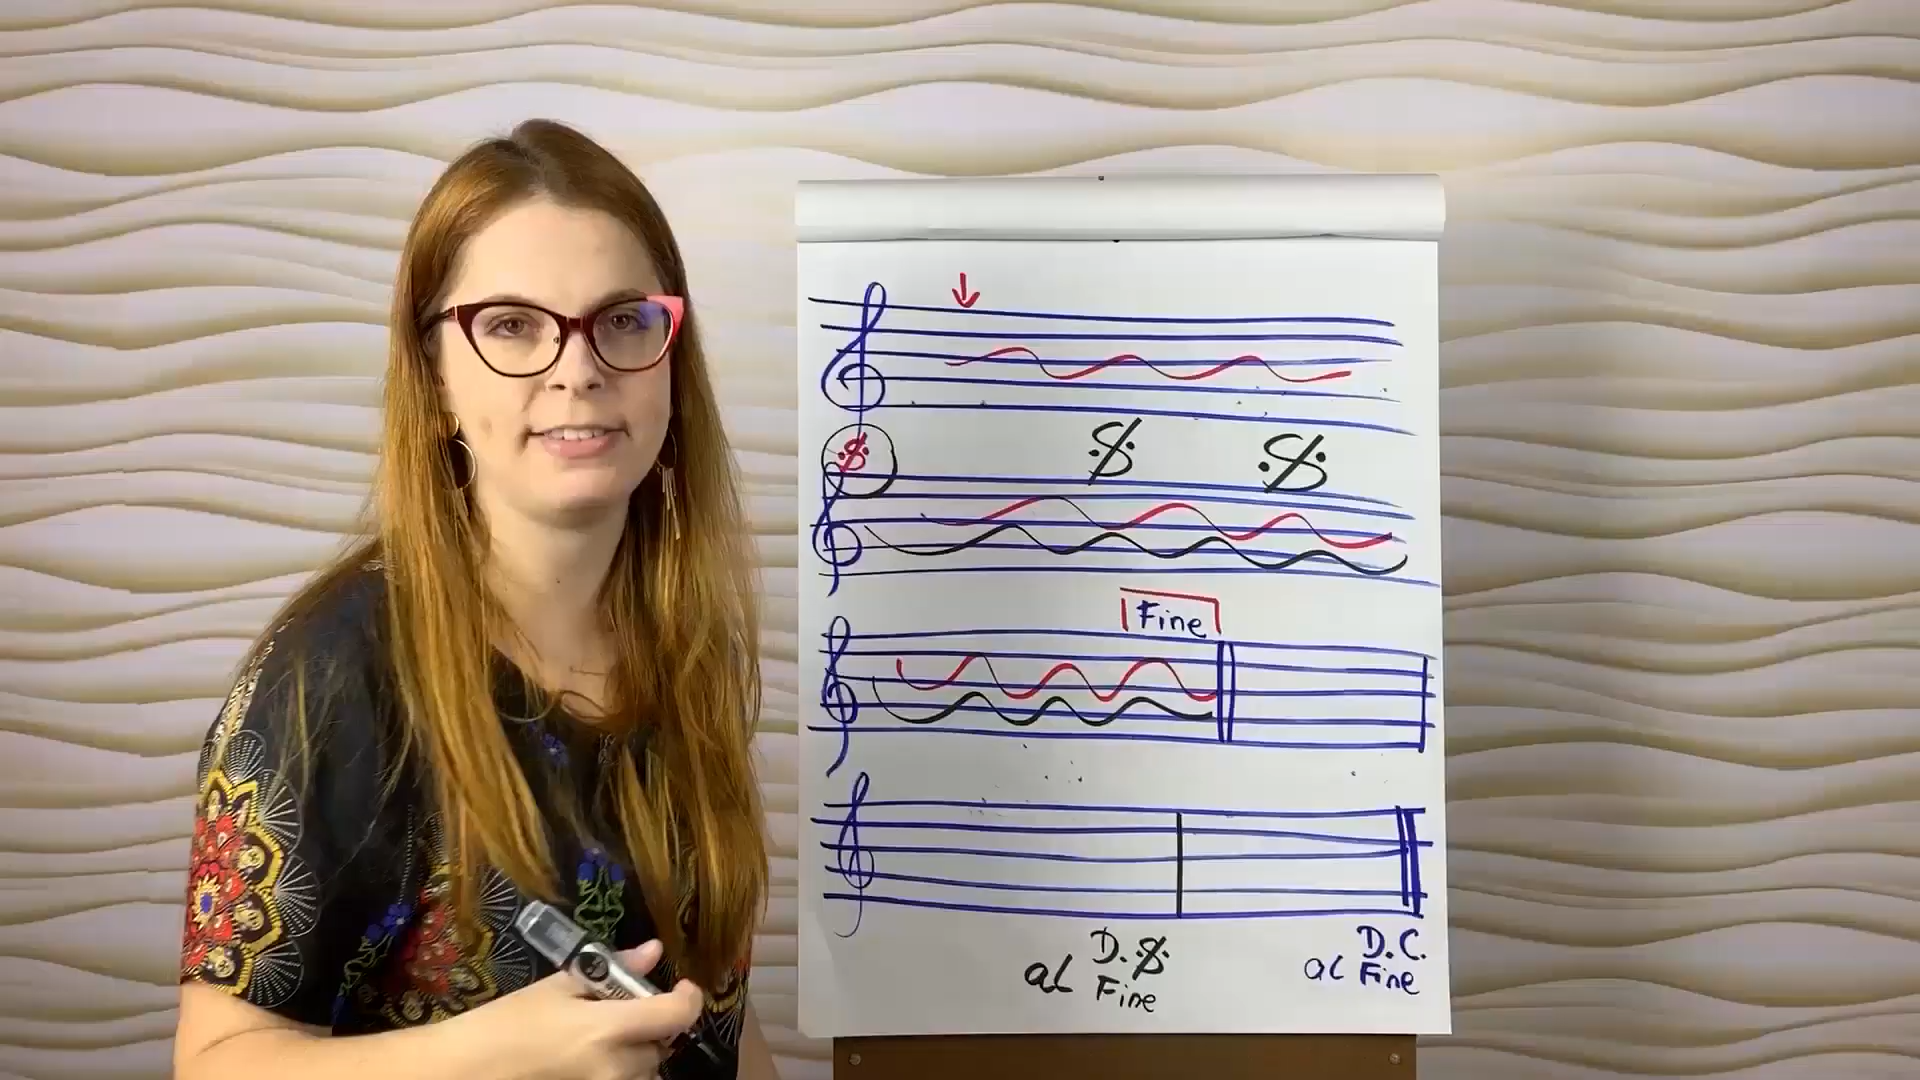 𝄋 𝄋 𝄋
Fine
D.𝄋. D.C.
al Fine al Fine